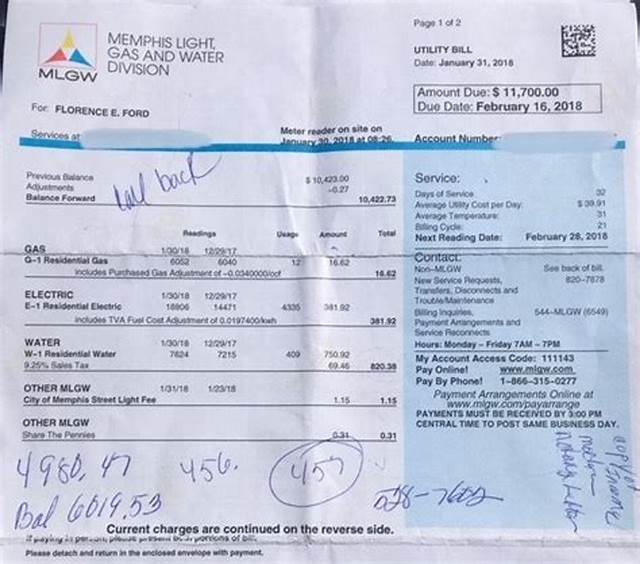 MLGW
MEMPHIS LIGHT,
GAS AND WATER
DIVISION
Page 1 of 2
UTILITY BILL
Date: January 31, 2018
Amount Due: $ 11,700.00
Due Date: February 16, 2018
For: FLORENCE E. FORD
Services at
Meter reader on site on
January 30, 2018 at 08:26.
Account Number:
call back
Previous Balance $ 10,423.00
Adjustments -0.27
Balance Forward 10,422.73
Readings Usage Amount Total
GAS 1/30/18 12/29/17
G-1 Residential Gas 6052 6040 12 16.62
includes Purchased Gas Adjustment of -0.0340000/ccf 16.62
ELECTRIC 1/30/18 12/29/17
E-1 Residential Electric 18806 14471 4335 381.92
includes TVA Fuel Cost Adjustment of 0.0197400/kwh 381.92
WATER 1/30/18 12/29/17
W-1 Residential Water 7624 7215 409 750.92
9.25% Sales Tax 69.46 820.38
OTHER MLGW 1/31/18 1/23/18
City of Memphis Street Light Fee 1.15 1.15
OTHER MLGW
Share The Pennies 0.31 0.31
Service:
Days of Service 32
Average Utility Cost per Day: $ 39.91
Average Temperature: 31
Billing Cycle: 21
Next Reading Date: February 28, 2018
Contact:
Non-MLGW See back of bill.
New Service Requests, 820-7878
Transfers, Disconnects and
Trouble/Maintenance
Billing Inquiries, 544-MLGW (6549)
Payment Arrangements and
Service Reconnects
Hours: Monday – Friday 7AM – 7PM
My Account Access Code: 111143
Pay Online! www.mlgw.com
Pay By Phone! 1-866-315-0277
Payment Arrangements Online at
www.mlgw.com/payarrange
PAYMENTS MUST BE RECEIVED BY 3:00 PM
CENTRAL TIME TO POST SAME BUSINESS DAY.
4980.47 456. 457
Bal 6019.53
528-7602
copy of
Current charges are continued on the reverse side.
If paying in person, please present both portions of bill.
Please detach and return in the enclosed envelope with payment.